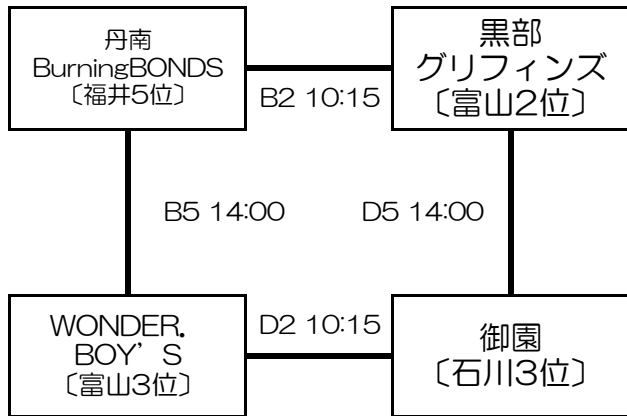 丹南
BurningBONDS
〔福井5位〕
黒部
グリフィンズ
〔富山2位〕
B2 10:15
B5 14:00
D5 14:00
WONDER.
BOY’S
〔富山3位〕
D2 10:15
御園
〔石川3位〕